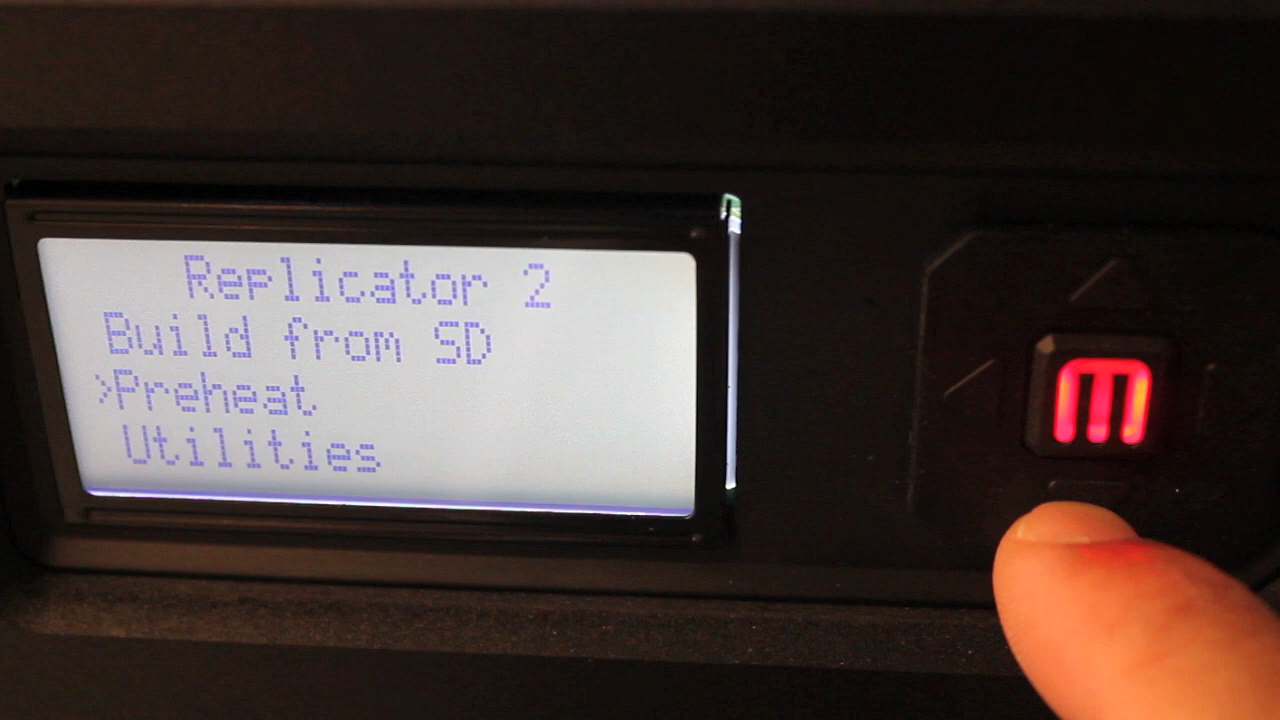 Replicator 2
Build from SD
>Preheat
Utilities
M